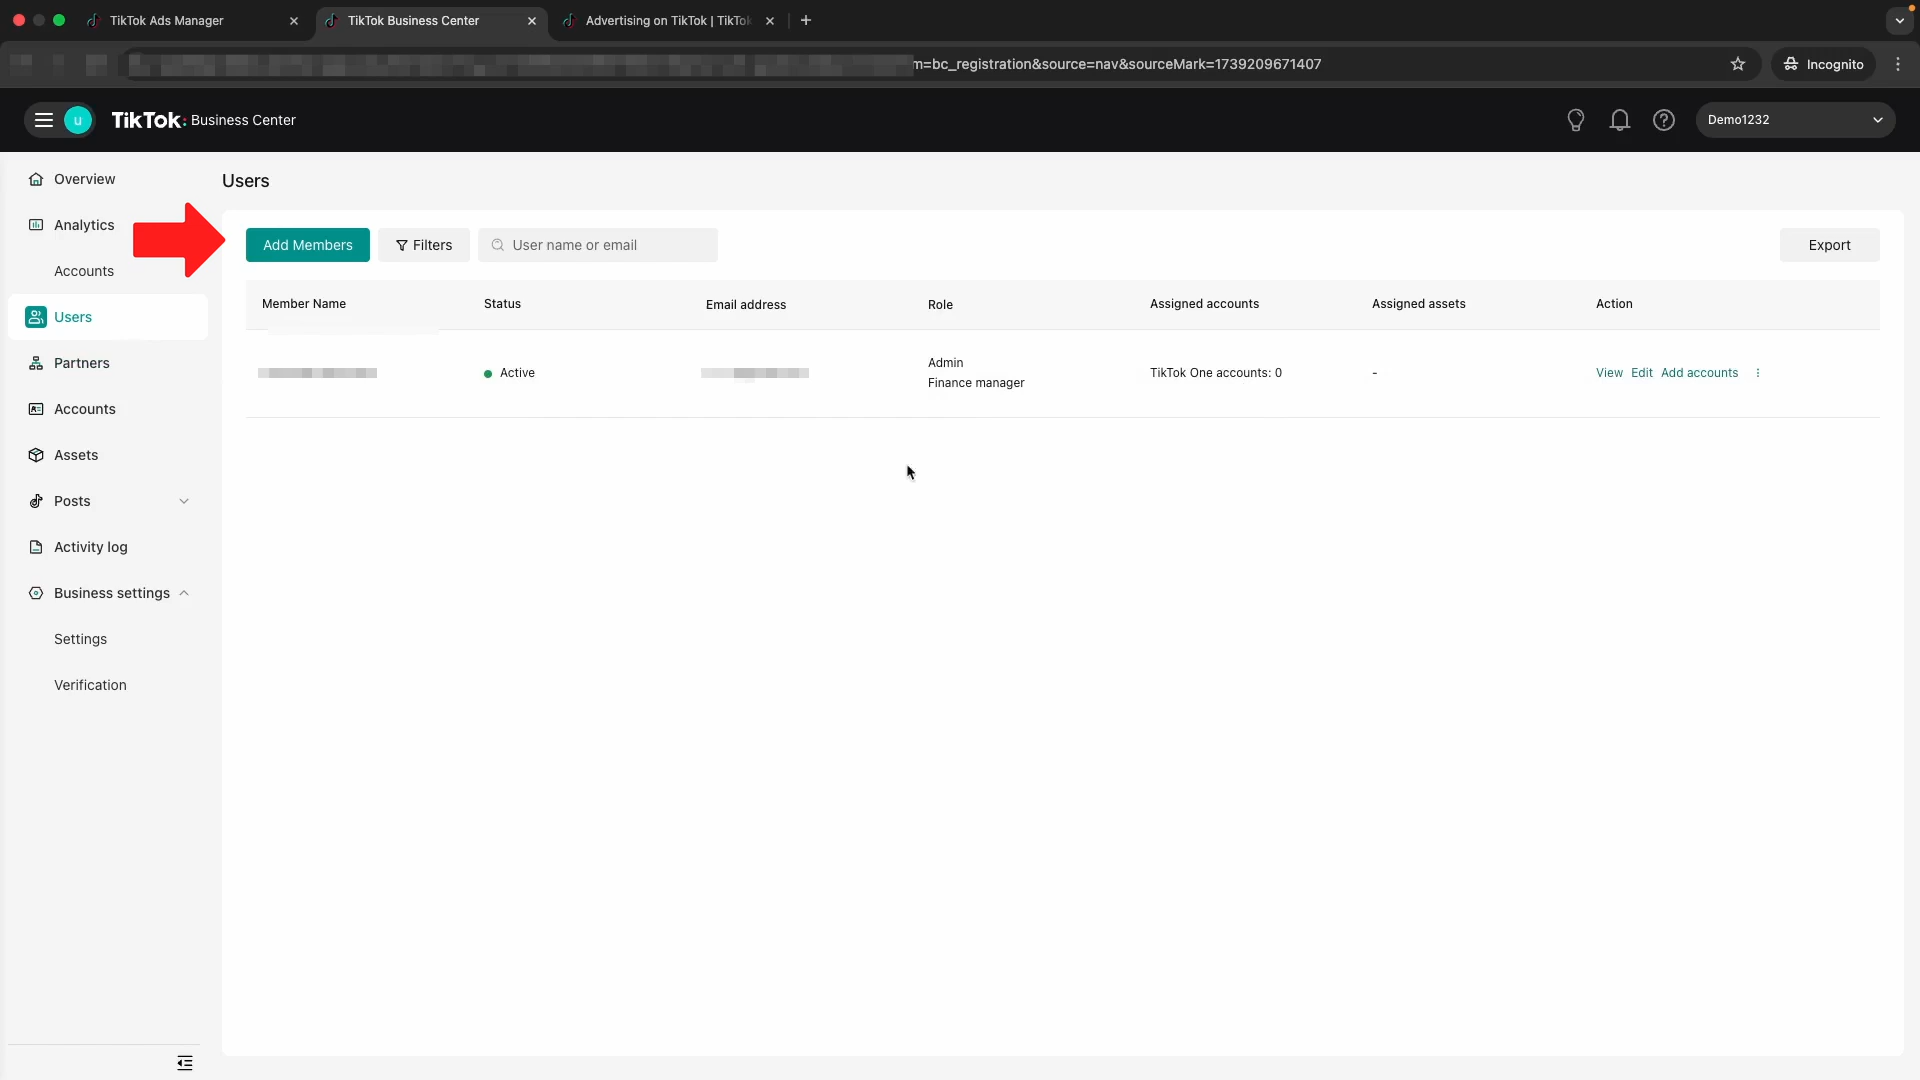 TikTok Ads Manager
TikTok Business Center
Advertising on TikTok | TikTok
m=bc_registration&source=nav&sourceMark=1739209671407
Incognito
u
TikTok: Business Center
Demo1232
Overview
Analytics
Accounts
Users
Partners
Accounts
Assets
Posts
Activity log
Business settings
Settings
Verification
Users
Add Members
Filters
User name or email
Export
Member Name
Status
Email address
Role
Assigned accounts
Assigned assets
Action
Active
Admin
Finance manager
TikTok One accounts: 0
-
View Edit Add accounts